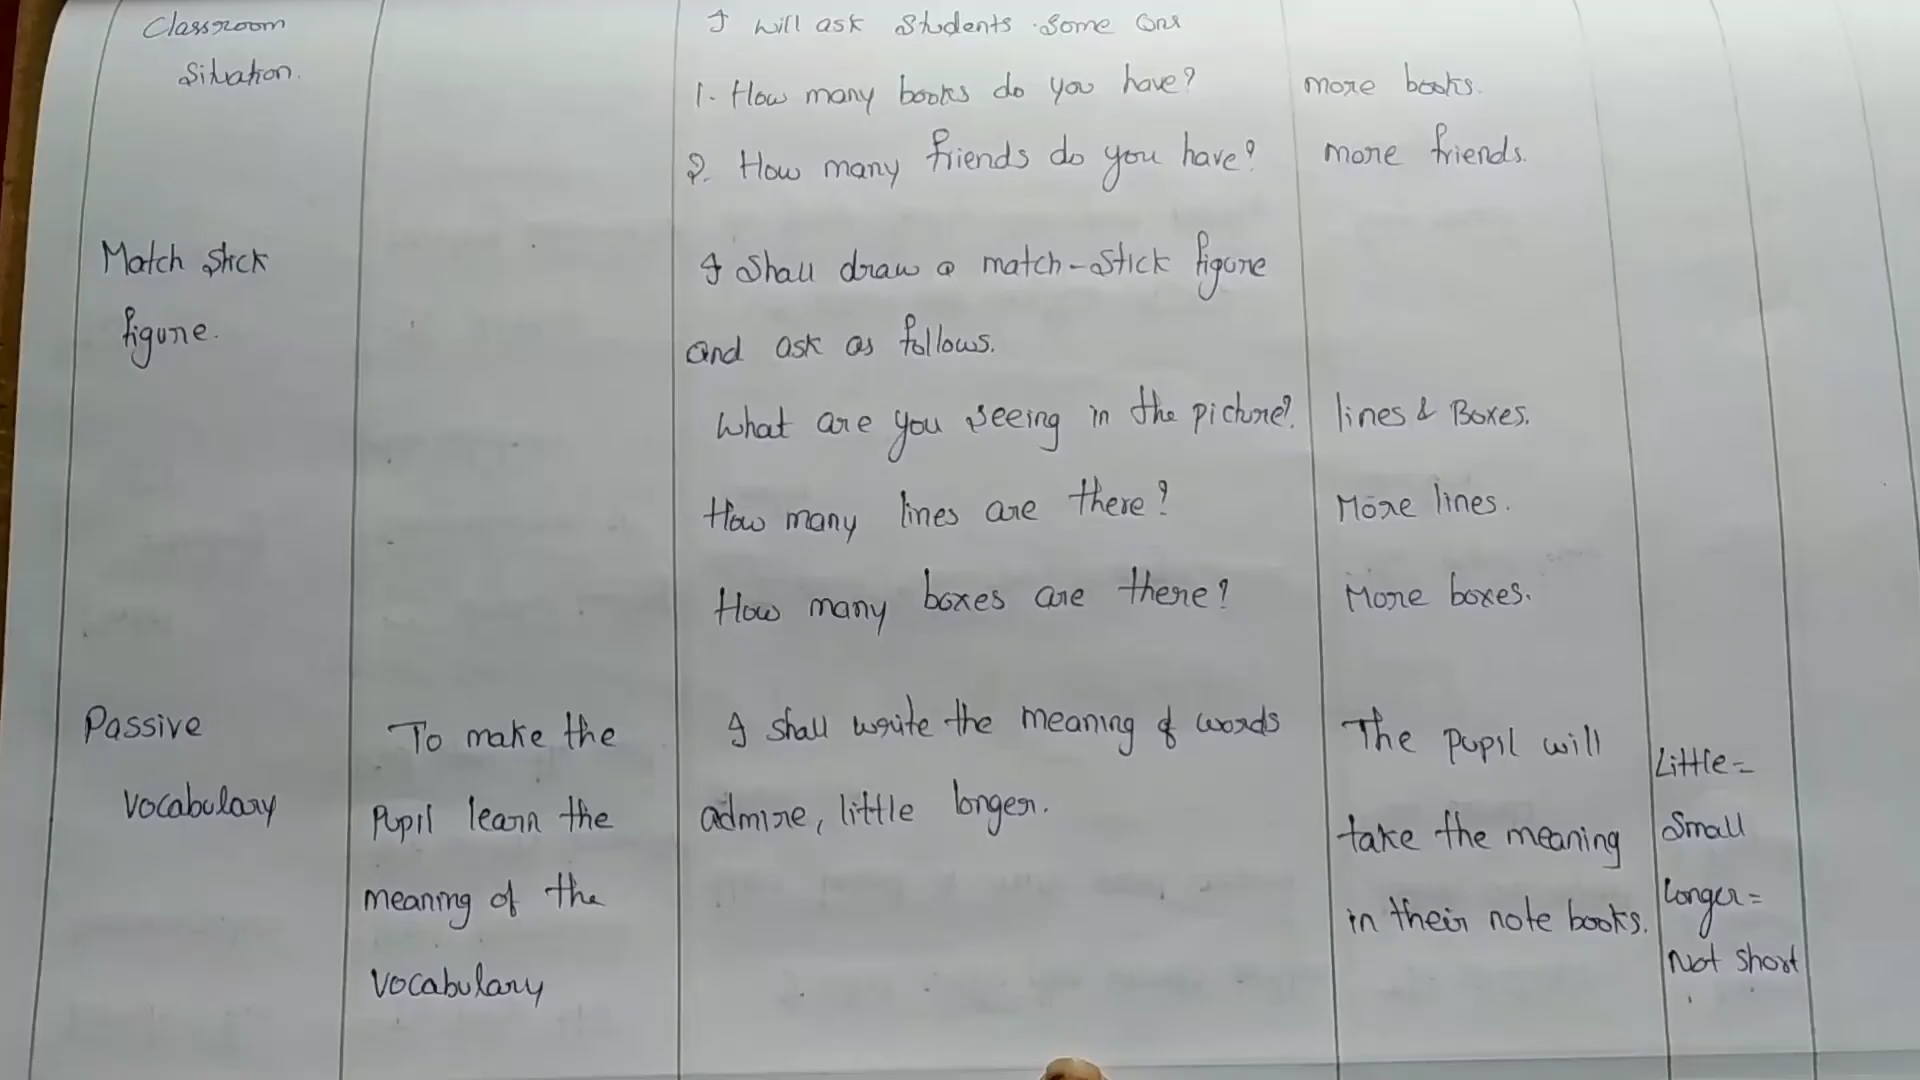 Classroom
Situation.
I will ask Students some Qns
1. How many books do you have?
more books.
2. How many friends do you have?
more friends.
Match stick
figure.
I Shall draw a match-stick figure
and ask as follows.
What are you seeing in the picture?
lines & Boxes.
How many lines are there?
More lines.
How many boxes are there?
More boxes.
Passive
Vocabulary
To make the
Pupil learn the
meaning of the
vocabulary
I shall write the meaning of words
admire, little longer.
The pupil will
take the meaning
in their note books.
Little =
Small
Longer =
Not short